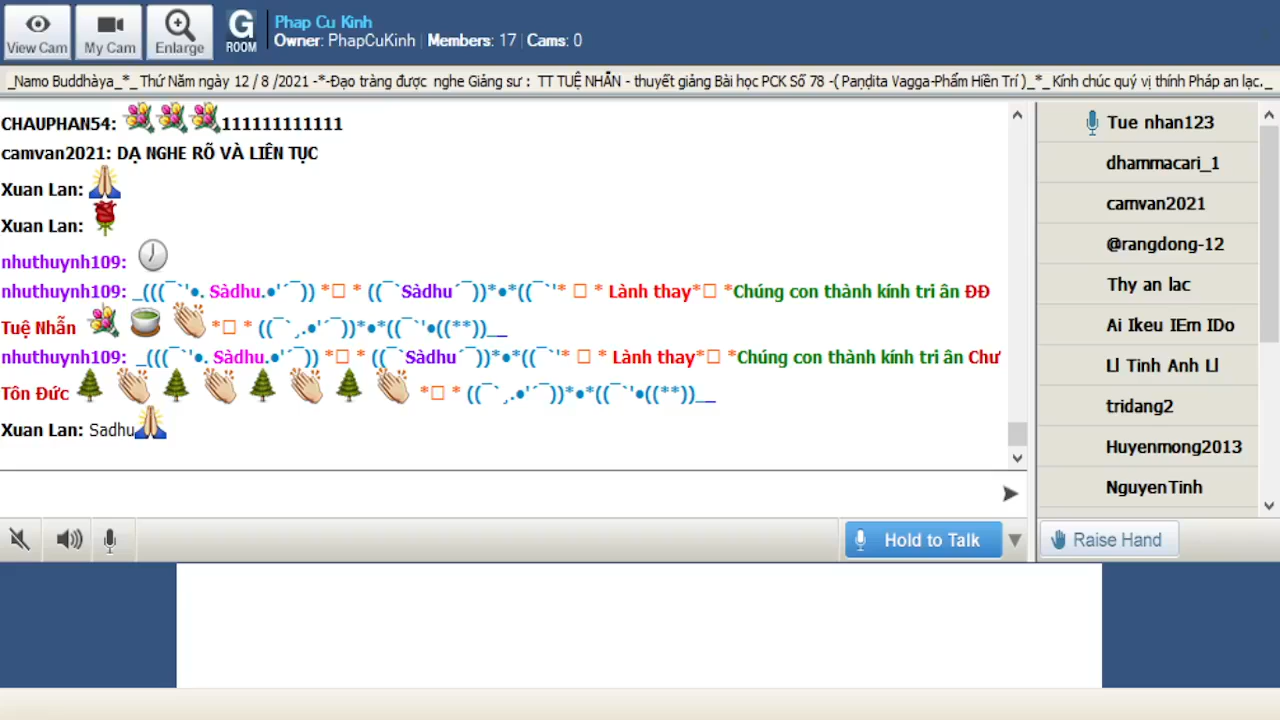 View Cam
My Cam
Enlarge
G
ROOM
Phap Cu Kinh
Owner: PhapCuKinh | Members: 17 | Cams: 0
_Namo Buddhàya_*_ Thứ Năm ngày 12 / 8 /2021 -*-Đạo tràng được nghe Giảng sư : TT TUỆ NHẪN - thuyết giảng Bài học PCK Số 78 -( Paṇḍita Vagga-Phẩm Hiền Trí )_*_ Kính chúc quý vị thính Pháp an lạc._
CHAUPHAN54: 111111111111
camvan2021: DẠ NGHE RÕ VÀ LIÊN TỤC
Xuan Lan:
Xuan Lan:
nhuthuynh109:
nhuthuynh109: _(((¯`'•. Sàdhu.•'´¯)) *□ * ((¯`Sàdhu´¯))*•*((¯`'* □ * Lành thay*□ *Chúng con thành kính tri ân ĐĐ
Tuệ Nhẫn *□ * ((¯`¸.•'´¯))*•*((¯`'•((**))__
nhuthuynh109: _(((¯`'•. Sàdhu.•'´¯)) *□ * ((¯`Sàdhu´¯))*•*((¯`'* □ * Lành thay*□ *Chúng con thành kính tri ân Chư
Tôn Đức *□ * ((¯`¸.•'´¯))*•*((¯`'•((**))__
Xuan Lan: Sadhu
Hold to Talk
Tue nhan123
dhammacari_1
camvan2021
@rangdong-12
Thy an lac
Ai Ikeu IEm IDo
LI Tinh Anh LI
tridang2
Huyenmong2013
NguyenTinh
Raise Hand